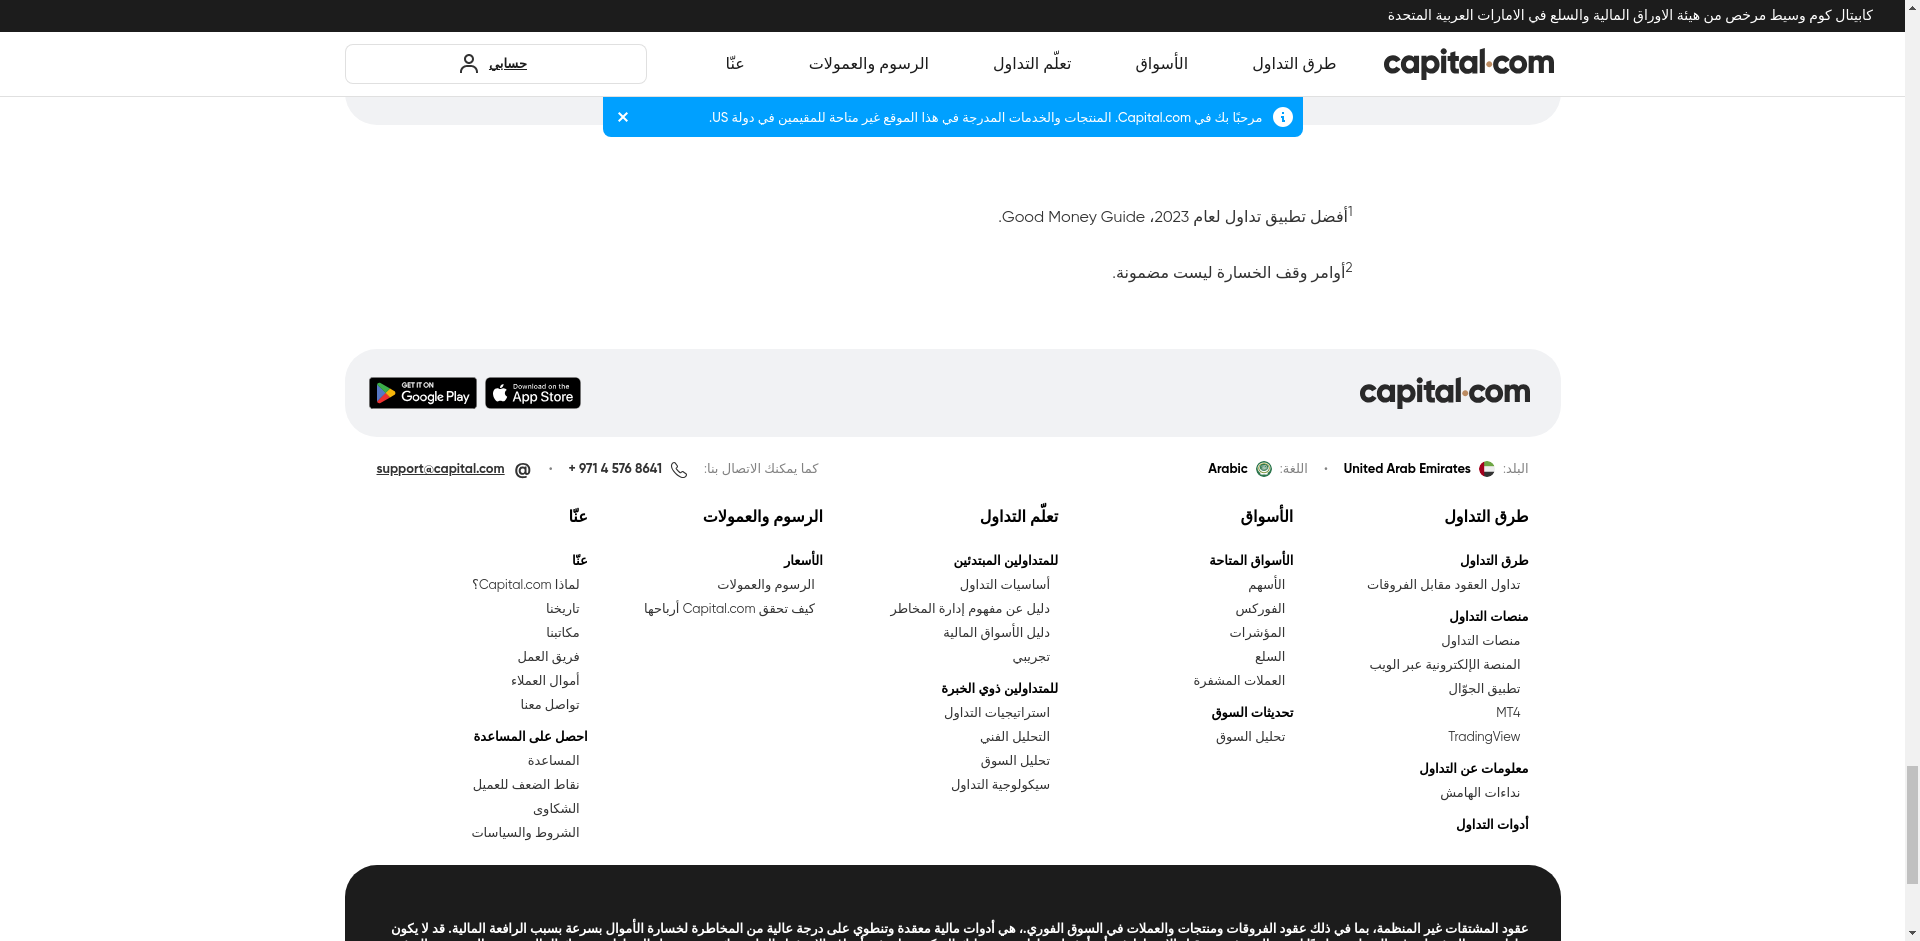 كابيتال كوم وسيط مرخص من هيئة الاوراق المالية والسلع في الامارات العربية المتحدة
capital.com
طرق التداول
الأسواق
تعلّم التداول
الرسوم والعمولات
عنّا
حسابي
مرحبًا بك في Capital.com. المنتجات والخدمات المدرجة في هذا الموقع غير متاحة للمقيمين في دولة US.
1أفضل تطبيق تداول لعام 2023، Good Money Guide.
2أوامر وقف الخسارة ليست مضمونة.
capital.com
Download on the
App Store
GET IT ON
Google Play
البلد: United Arab Emirates • اللغة: Arabic
كما يمكنك الاتصال بنا: + 971 4 576 8641 • support@capital.com
طرق التداول
طرق التداول
تداول العقود مقابل الفروقات
منصات التداول
منصات التداول
المنصة الإلكترونية عبر الويب
تطبيق الجوّال
MT4
TradingView
معلومات عن التداول
نداءات الهامش
أدوات التداول
الأسواق
الأسواق المتاحة
الأسهم
الفوركس
المؤشرات
السلع
العملات المشفرة
تحديثات السوق
تحليل السوق
تعلّم التداول
للمتداولين المبتدئين
أساسيات التداول
دليل عن مفهوم إدارة المخاطر
دليل الأسواق المالية
تجريبي
للمتداولين ذوي الخبرة
استراتيجيات التداول
التحليل الفني
تحليل السوق
سيكولوجية التداول
الرسوم والعمولات
الأسعار
الرسوم والعمولات
كيف تحقق Capital.com أرباحها
عنّا
عنّا
لماذا Capital.com؟
تاريخنا
مكاتبنا
فريق العمل
أموال العملاء
تواصل معنا
احصل على المساعدة
المساعدة
نقاط الضعف للعميل
الشكاوى
الشروط والسياسات
عقود المشتقات غير المنظمة، بما في ذلك عقود الفروقات ومنتجات والعملات في السوق الفوري.، هي أدوات مالية معقدة وتنطوي على درجة عالية من المخاطرة لخسارة الأموال بسرعة بسبب الرافعة المالية. قد لا يكون